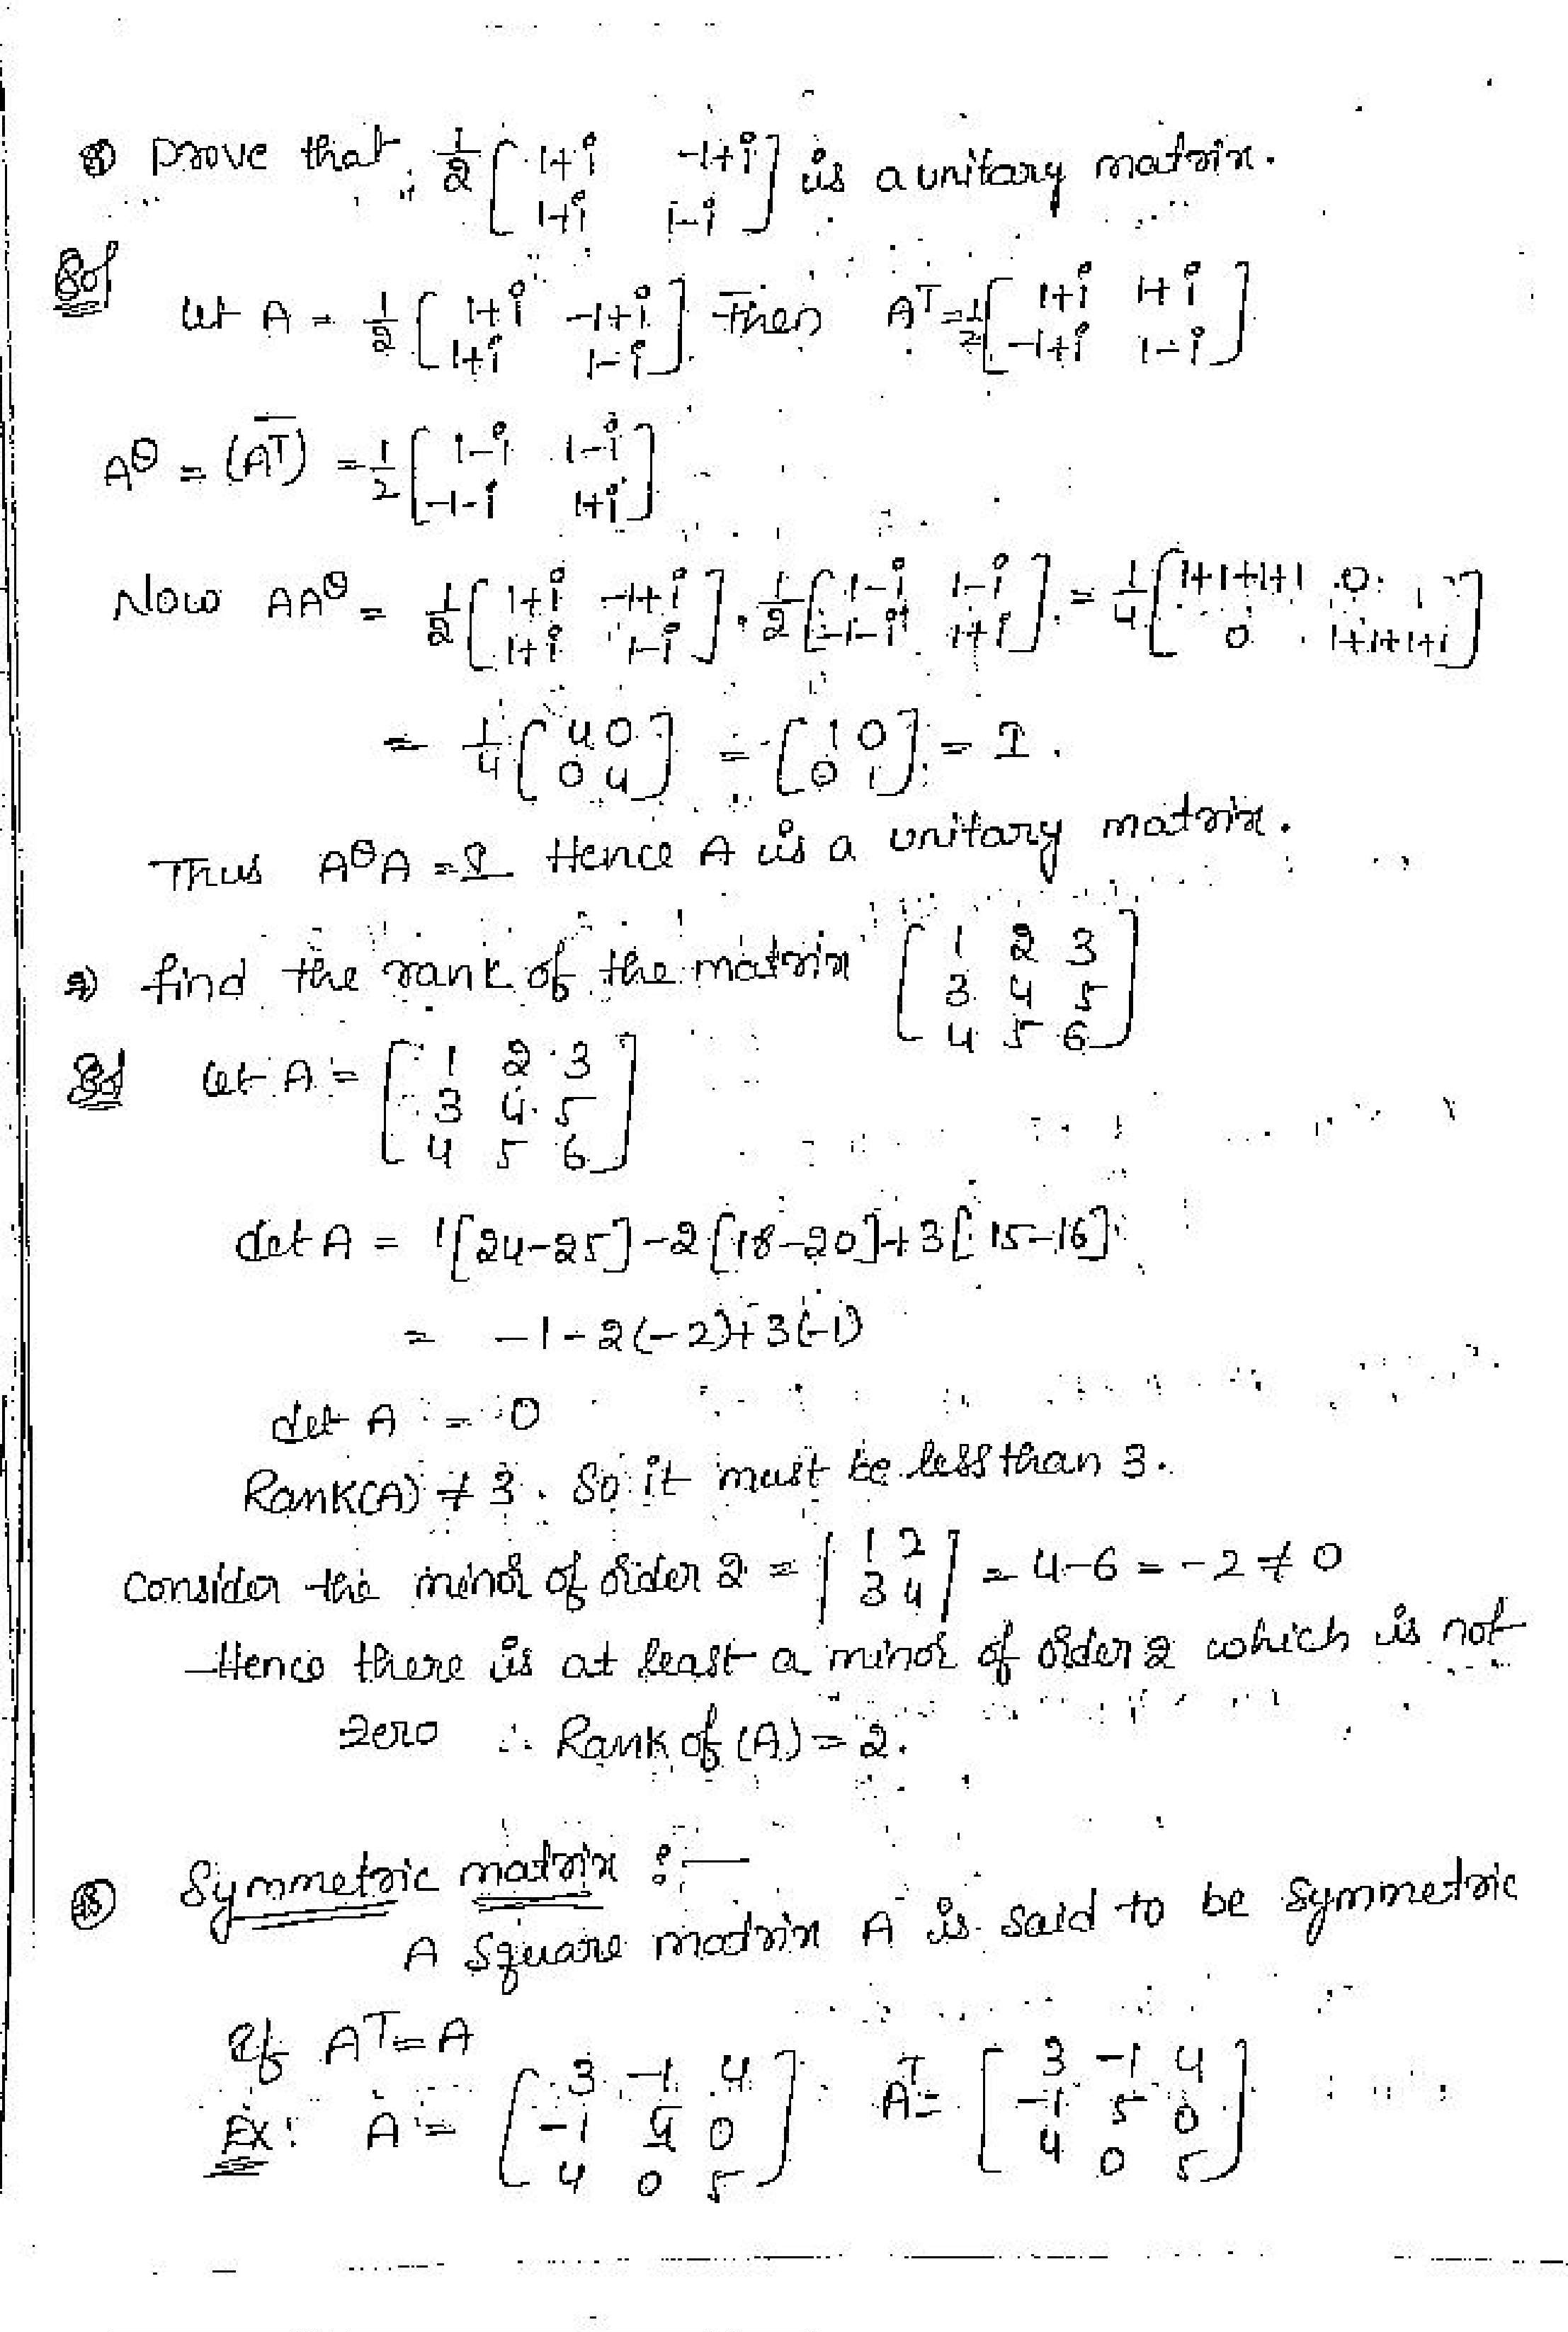 ③ Prove that 1/2 [1+i -1+i; 1+i 1-i] is a unitary matrix.
Sol
Let A = 1/2 [1+i -1+i; 1+i 1-i] Then A^T = 1/2 [1+i 1+i; -1+i 1-i]
A^θ = (A̅T̅) = 1/2 [1-i 1-i; -1-i 1+i]
Now AA^θ = 1/2 [1+i -1+i; 1+i 1-i] . 1/2 [1-i 1-i; -1-i 1+i] = 1/4 [1+1+1+1 0; 0 1+1+1+1]
= 1/4 [4 0; 0 4] = [1 0; 0 1] = I.
Thus A^θA = I Hence A is a unitary matrix.
2) find the rank of the matrix [1 2 3; 3 4 5; 4 5 6]
Sol Let A = [1 2 3; 3 4 5; 4 5 6]
det A = 1[24-25] -2[18-20] +3[15-16]
= -1-2(-2)+3(-1)
det A = 0
Rank(A) ≠ 3. So it must be less than 3.
Consider the minor of order 2 = |1 2; 3 4| = 4-6 = -2 ≠ 0
Hence there is at least a minor of order 2 which is not
zero ∴ Rank of (A) = 2.
Symmetric matrix :—
A Square matrix A is said to be symmetric
If A^T = A
Ex: A = [3 -1 4; -1 5 0; 4 0 5] A^T = [3 -1 4; -1 5 0; 4 0 5]